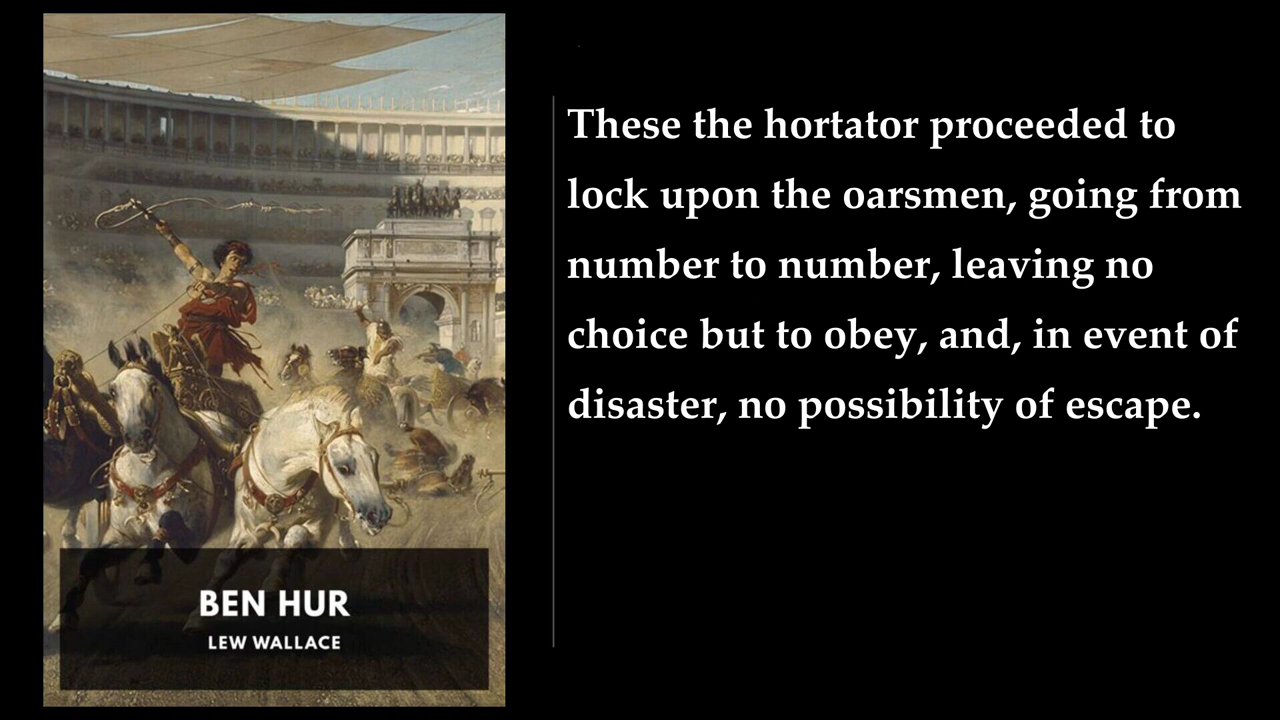 BEN HUR
LEW WALLACE
These the hortator proceeded to
lock upon the oarsmen, going from
number to number, leaving no
choice but to obey, and, in event of
disaster, no possibility of escape.